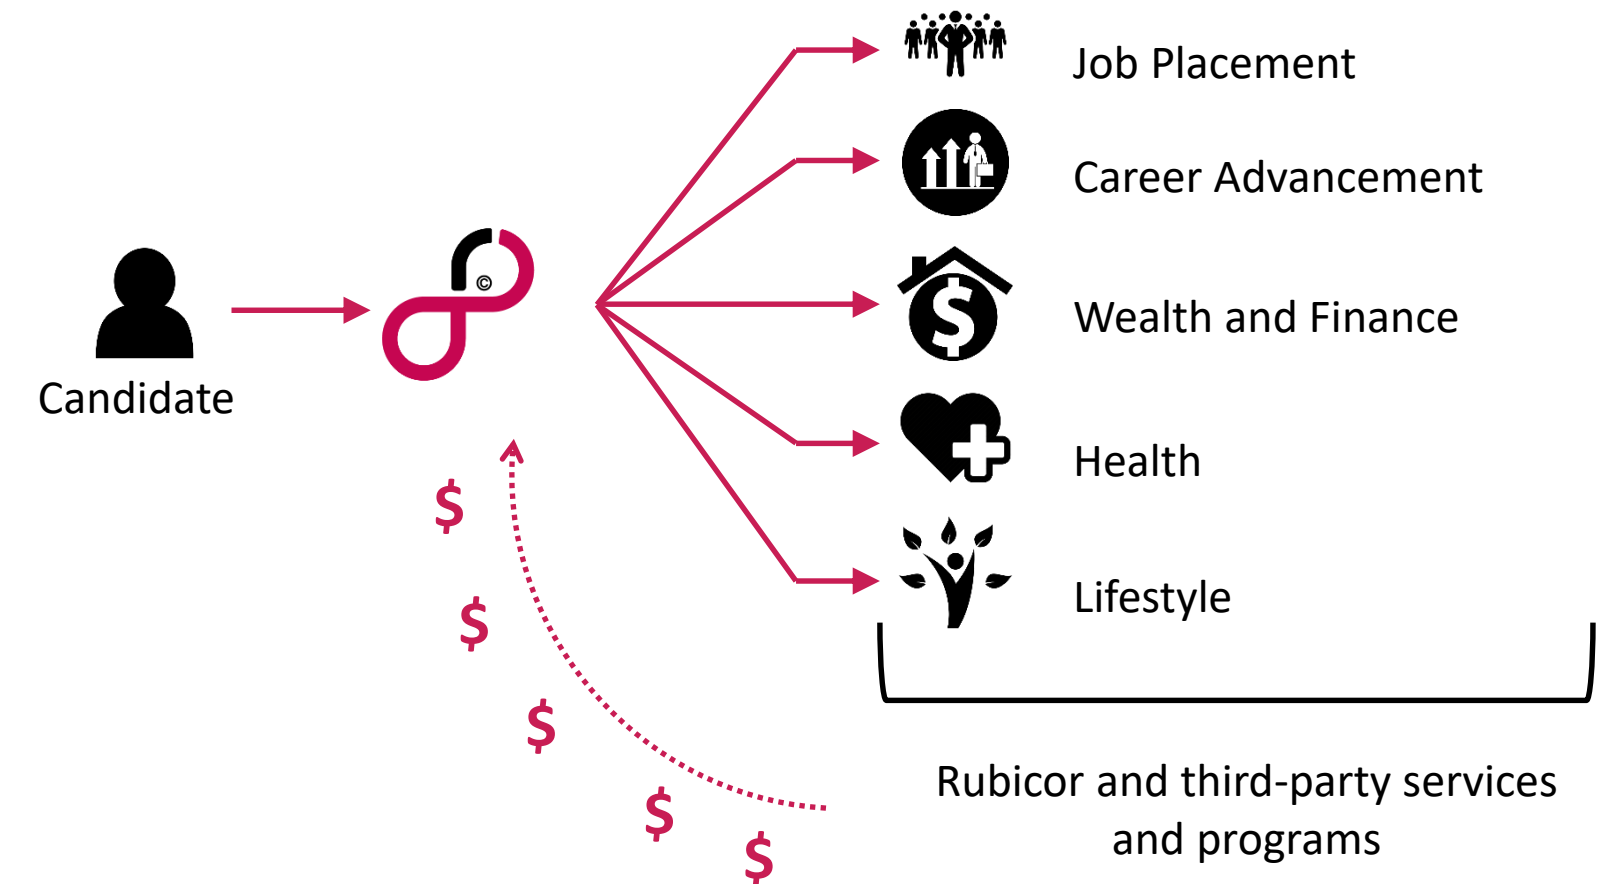 Job Placement
Career Advancement
$
Wealth and Finance
©
Candidate
Health
$
Lifestyle
$
$
$
$
Rubicor and third-party services
and programs